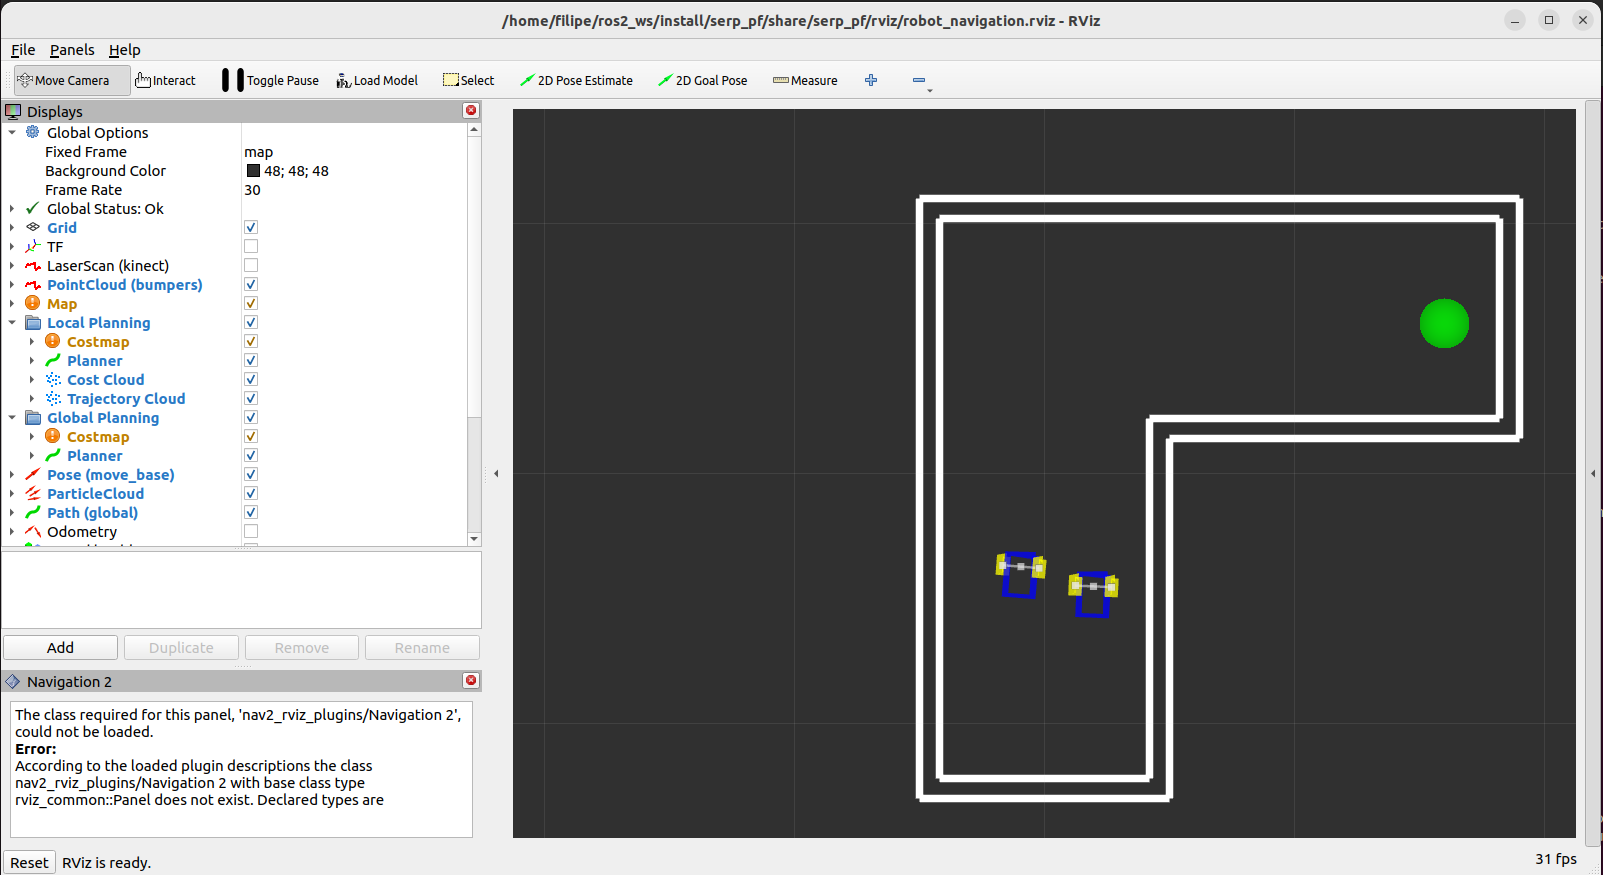 /home/filipe/ros2_ws/install/serp_pf/share/serp_pf/rviz/robot_navigation.rviz - RViz
File Panels Help
Move Camera Interact Toggle Pause Load Model Select 2D Pose Estimate 2D Goal Pose Measure
Displays
Global Options
Fixed Frame map
Background Color 48; 48; 48
Frame Rate 30
Global Status: Ok
Grid
TF
LaserScan (kinect)
PointCloud (bumpers)
Map
Local Planning
Costmap
Planner
Cost Cloud
Trajectory Cloud
Global Planning
Costmap
Planner
Pose (move_base)
ParticleCloud
Path (global)
Odometry
Add Duplicate Remove Rename
Navigation 2
The class required for this panel, 'nav2_rviz_plugins/Navigation 2',
could not be loaded.
Error:
According to the loaded plugin descriptions the class
nav2_rviz_plugins/Navigation 2 with base class type
rviz_common::Panel does not exist. Declared types are
Reset RViz is ready. 31 fps